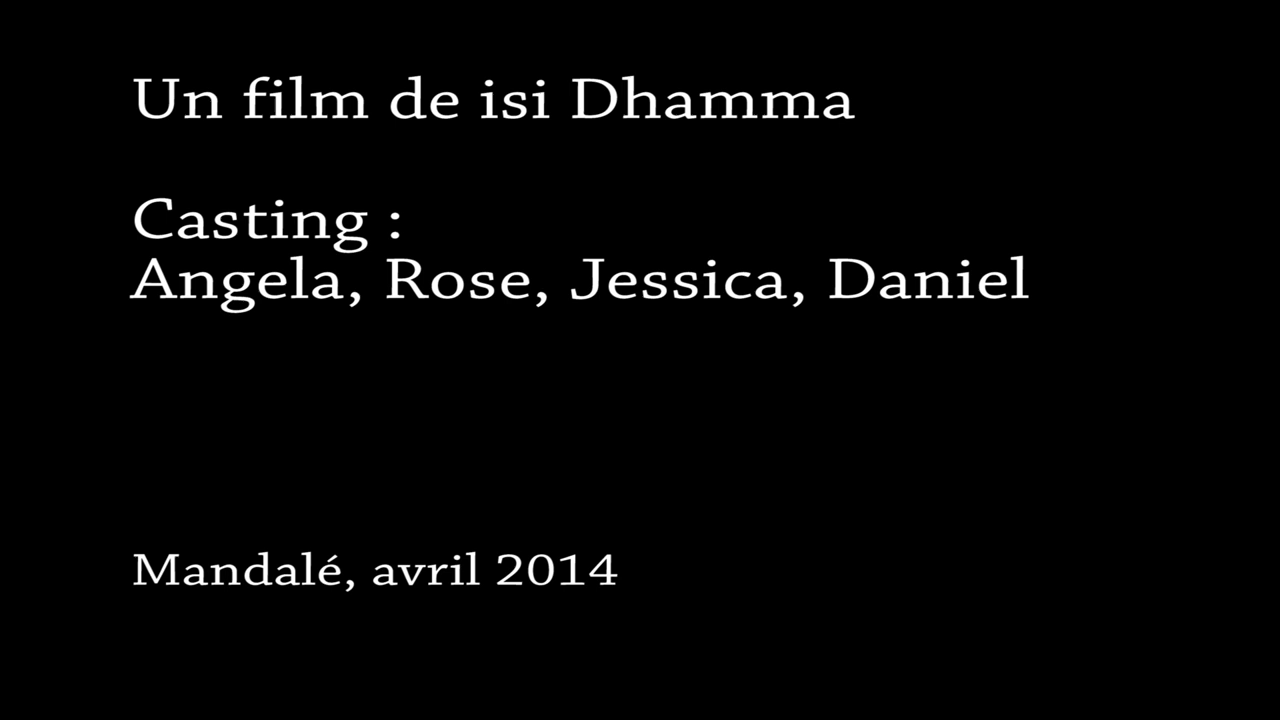 Un film de isi Dhamma
Casting :
Angela, Rose, Jessica, Daniel
Mandalé, avril 2014